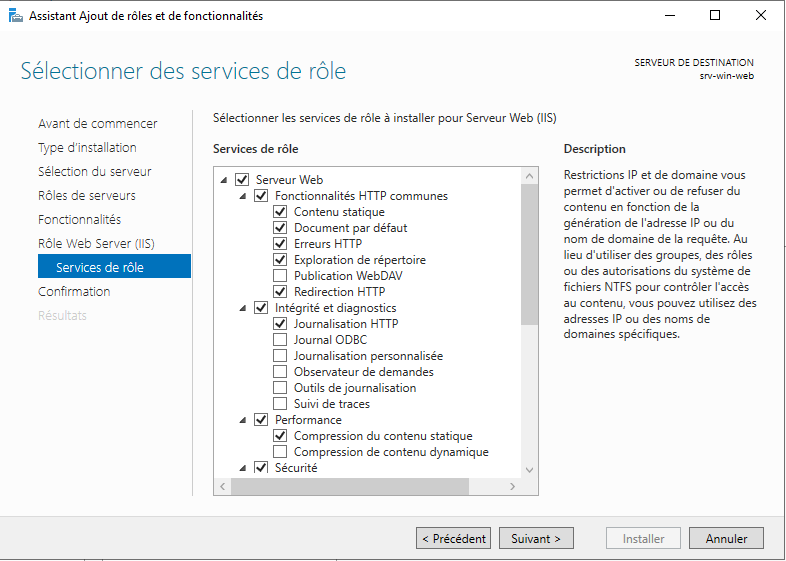 Assistant Ajout de rôles et de fonctionnalités
Sélectionner des services de rôle
SERVEUR DE DESTINATION
srv-win-web
Avant de commencer
Type d'installation
Sélection du serveur
Rôles de serveurs
Fonctionnalités
Rôle Web Server (IIS)
Services de rôle
Confirmation
Résultats
Sélectionner les services de rôle à installer pour Serveur Web (IIS)
Services de rôle
Serveur Web
Fonctionnalités HTTP communes
Contenu statique
Document par défaut
Erreurs HTTP
Exploration de répertoire
Publication WebDAV
Redirection HTTP
Intégrité et diagnostics
Journalisation HTTP
Journal ODBC
Journalisation personnalisée
Observateur de demandes
Outils de journalisation
Suivi de traces
Performance
Compression du contenu statique
Compression de contenu dynamique
Sécurité
Description
Restrictions IP et de domaine vous
permet d'activer ou de refuser du
contenu en fonction de la
génération de l'adresse IP ou du
nom de domaine de la requête. Au
lieu d'utiliser des groupes, des rôles
ou des autorisations du système de
fichiers NTFS pour contrôler l'accès
au contenu, vous pouvez utilisez des
adresses IP ou des noms de
domaines spécifiques.
< Précédent
Suivant >
Installer
Annuler